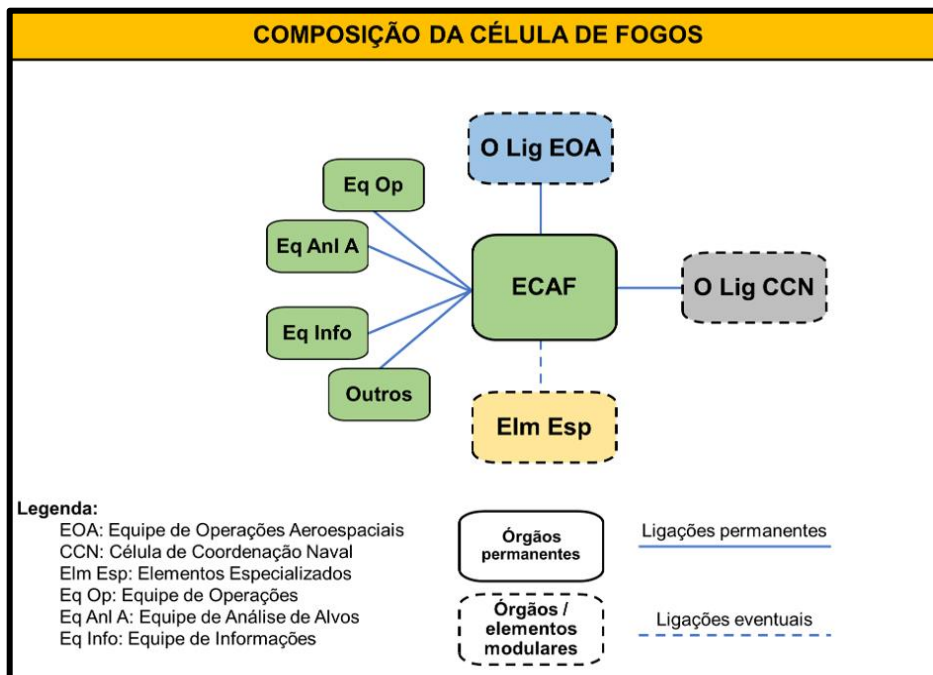 COMPOSIÇÃO DA CÉLULA DE FOGOS
O Lig EOA
Eq Op
Eq Anl A
ECAF
O Lig CCN
Eq Info
Outros
Elm Esp
Legenda:
EOA: Equipe de Operações Aeroespaciais
CCN: Célula de Coordenação Naval
Elm Esp: Elementos Especializados
Eq Op: Equipe de Operações
Eq Anl A: Equipe de Análise de Alvos
Eq Info: Equipe de Informações
Órgãos
permanentes
Ligações permanentes
Órgãos /
elementos
modulares
Ligações eventuais